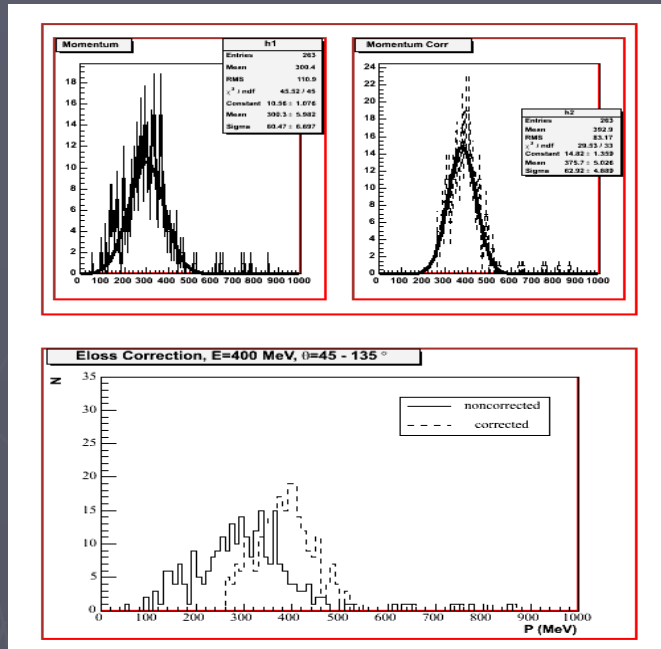 Momentum
h1
Entries 263
Mean 300.4
RMS 110.9
χ² / ndf 45.52 / 45
Constant 10.56 ± 1.076
Mean 300.3 ± 5.982
Sigma 80.47 ± 6.697
18
16
14
12
10
8
6
4
2
0
0 100 200 300 400 500 600 700 800 900 1000
Momentum Corr
h2
Entries 263
Mean 392.9
RMS 83.17
χ² / ndf 29.53 / 33
Constant 14.82 ± 1.359
Mean 375.7 ± 5.026
Sigma 62.92 ± 4.689
24
22
20
18
16
14
12
10
8
6
4
2
0
0 100 200 300 400 500 600 700 800 900 1000
Eloss Correction, E=400 MeV, θ=45 - 135 °
N
35
30
25
20
15
10
5
0
noncorrected
corrected
0 100 200 300 400 500 600 700 800 900 1000
P (MeV)